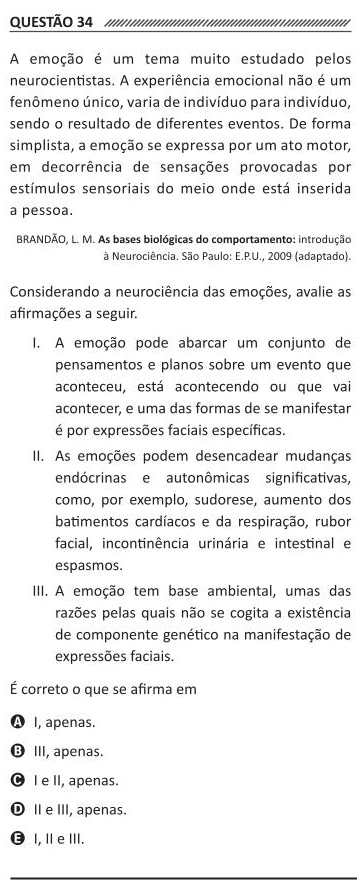 QUESTÃO 34
A emoção é um tema muito estudado pelos
neurocientistas. A experiência emocional não é um
fenômeno único, varia de indivíduo para indivíduo,
sendo o resultado de diferentes eventos. De forma
simplista, a emoção se expressa por um ato motor,
em decorrência de sensações provocadas por
estímulos sensoriais do meio onde está inserida
a pessoa.
BRANDÃO, L. M. As bases biológicas do comportamento: introdução
à Neurociência. São Paulo: E.P.U., 2009 (adaptado).
Considerando a neurociência das emoções, avalie as
afirmações a seguir.
I. A emoção pode abarcar um conjunto de
pensamentos e planos sobre um evento que
aconteceu, está acontecendo ou que vai
acontecer, e uma das formas de se manifestar
é por expressões faciais específicas.
II. As emoções podem desencadear mudanças
endócrinas e autonômicas significativas,
como, por exemplo, sudorese, aumento dos
batimentos cardíacos e da respiração, rubor
facial, incontinência urinária e intestinal e
espasmos.
III. A emoção tem base ambiental, umas das
razões pelas quais não se cogita a existência
de componente genético na manifestação de
expressões faciais.
É correto o que se afirma em
A I, apenas.
B III, apenas.
C I e II, apenas.
D II e III, apenas.
E I, II e III.